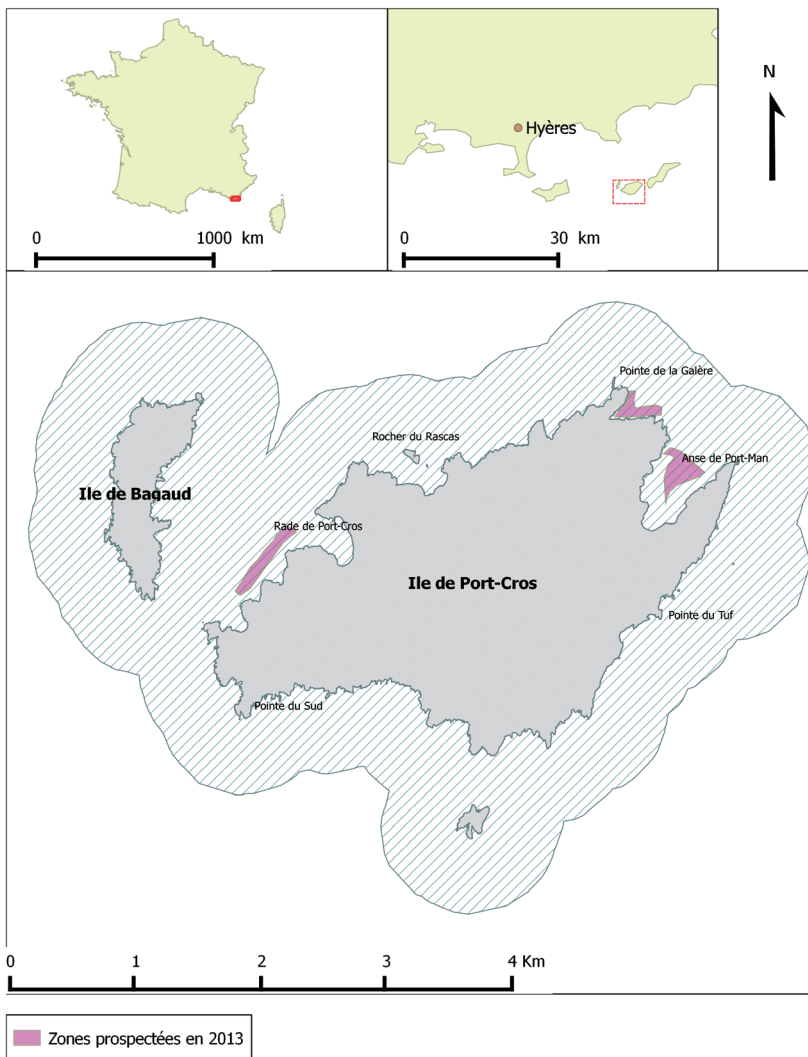 N
Hyères
0 1000 km
0 30 km
Pointe de la Galère
Rocher du Rascas
Anse de Port-Man
Ile de Bagaud
Rade de Port-Cros
Ile de Port-Cros
Pointe du Tuf
Pointe du Sud
0 1 2 3 4 Km
Zones prospectées en 2013